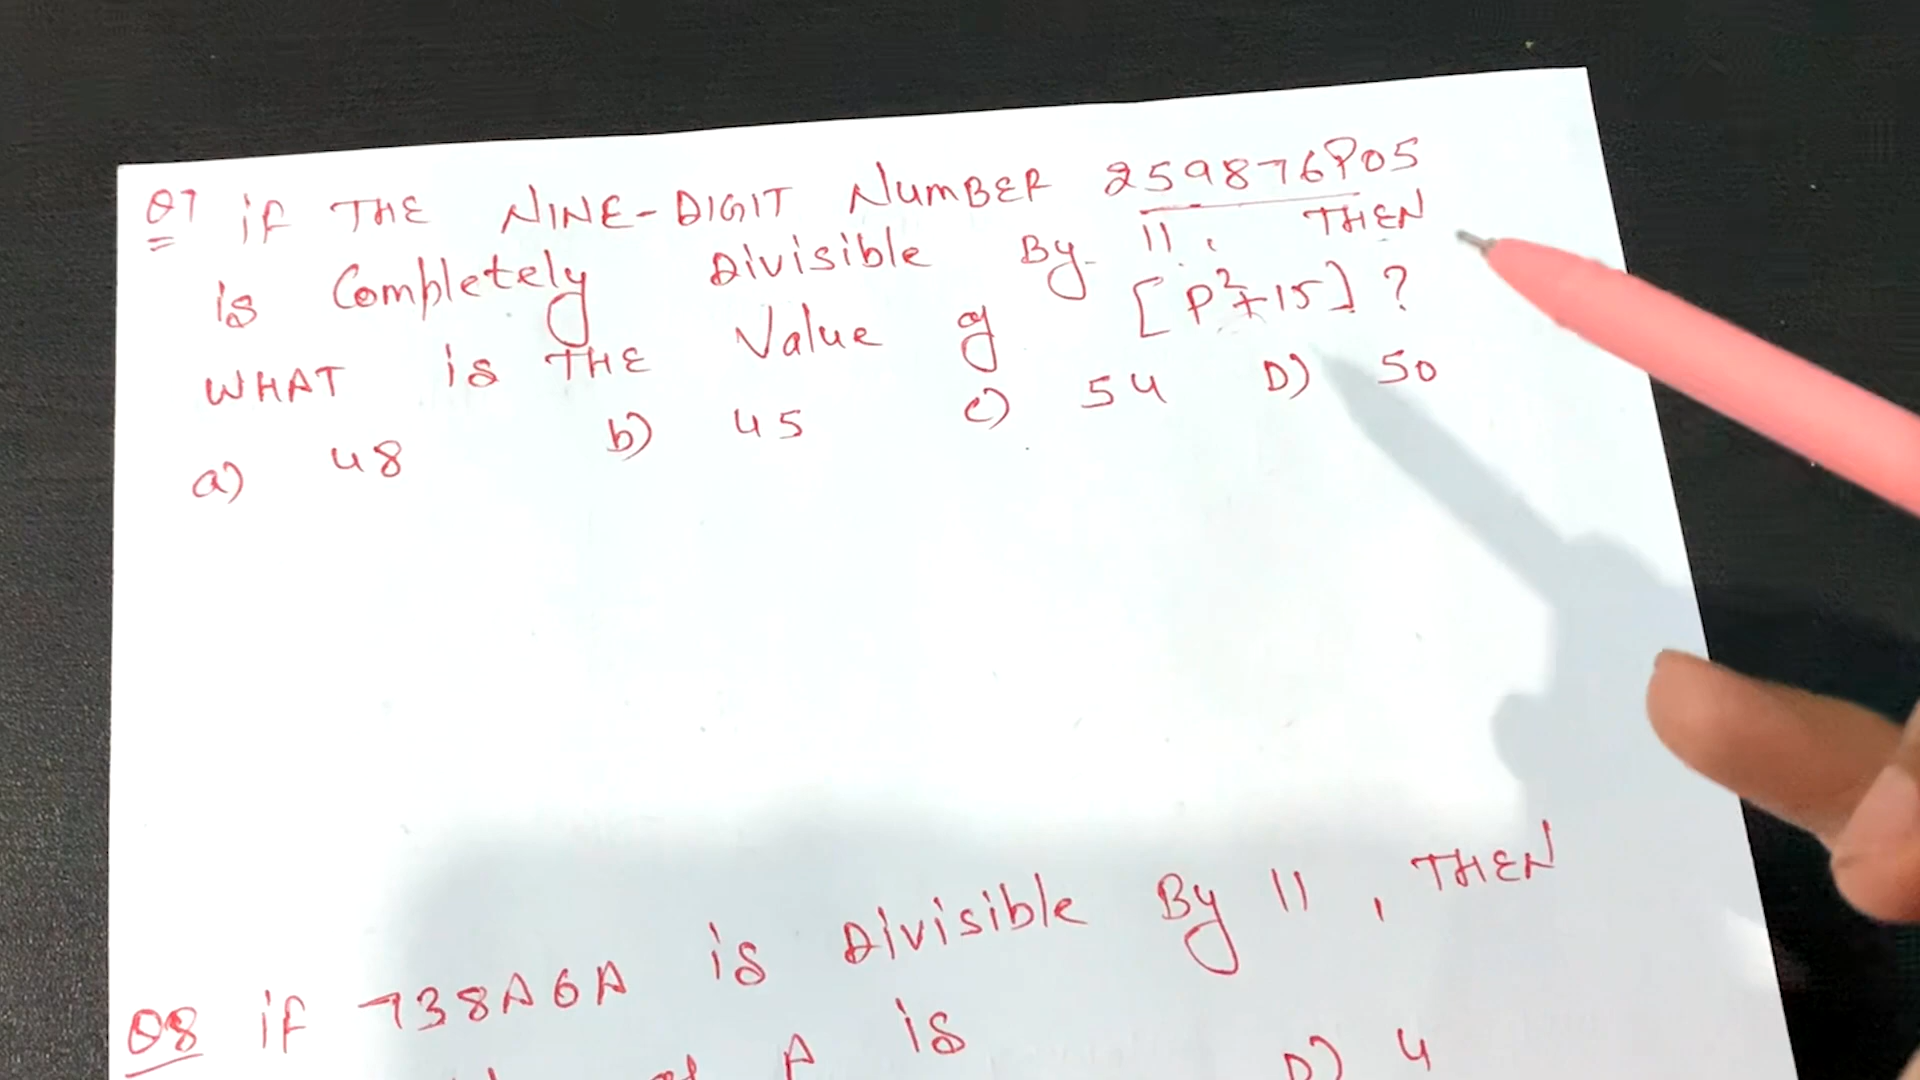 Q7 if THE NINE-DIGIT NUMBER 259876P05
is Completely Divisible By 11, THEN
WHAT is THE Value of [P²+15]?
a) 48 b) 45 c) 54 D) 50
Q8 if 738A6A is Divisible By 11, THEN
of A is
D) 4